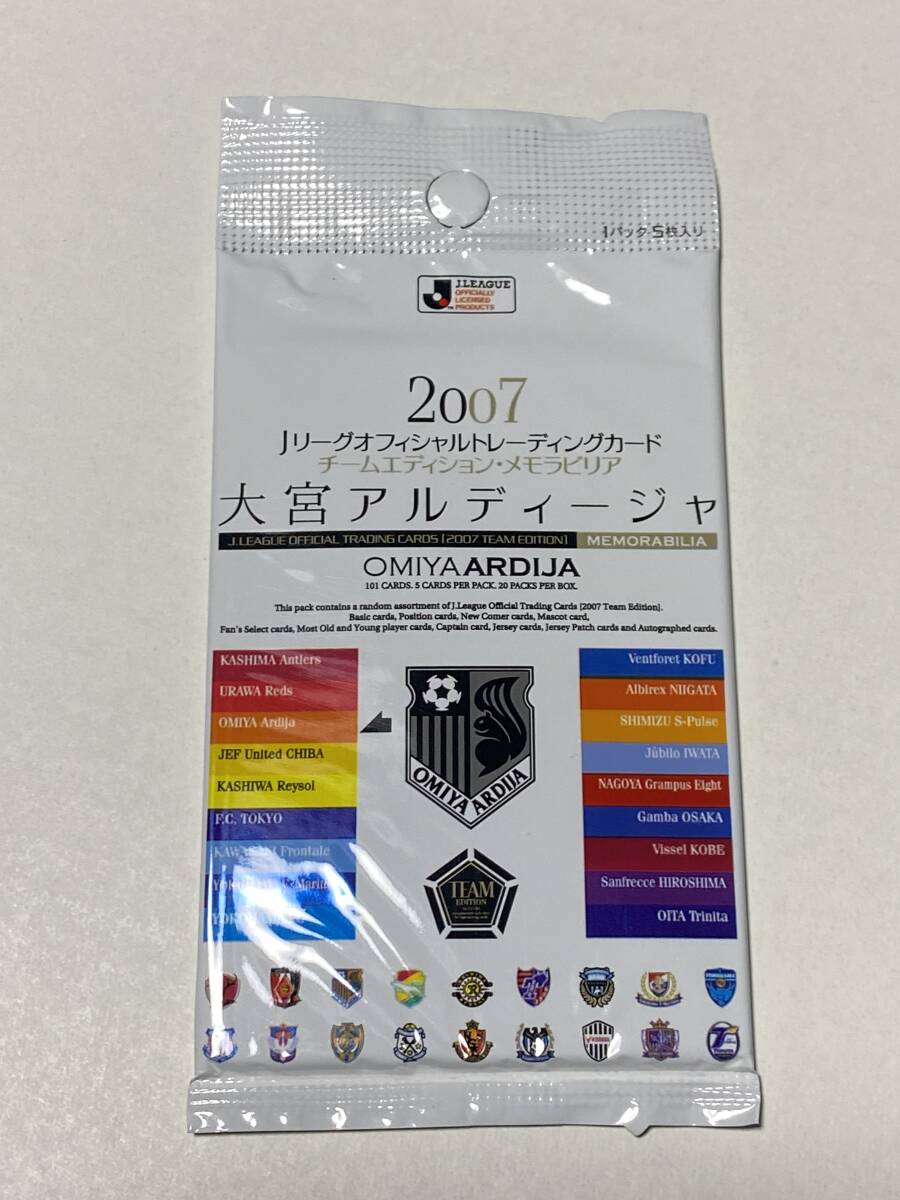 1パック 5枚入り
J.LEAGUE
OFFICIALLY
LICENSED
PRODUCTS
TM
2007
Jリーグオフィシャルトレーディングカード
チームエディション・メモラビリア
大宮アルディージャ
J.LEAGUE OFFICIAL TRADING CARDS [2007 TEAM EDITION] MEMORABILIA
OMIYA ARDIJA
101 CARDS. 5 CARDS PER PACK. 20 PACKS PER BOX.
This pack contains a random assortment of J.League Official Trading Cards [2007 Team Edition].
Basic cards, Position cards, New Comer cards, Mascot card,
Fan's Select cards, Most Old and Young player cards, Captain card, Jersey cards, Jersey Patch cards and Autographed cards.
KASHIMA Antlers
URAWA Reds
OMIYA Ardija
JEF United CHIBA
KASHIWA Reysol
F.C. TOKYO
KAWASAKI Frontale
OMIYA ARDIJA
TEAM
EDITION
Ventforet KOFU
Albirex NIIGATA
SHIMIZU S-Pulse
Júbilo IWATA
NAGOYA Grampus Eight
Gamba OSAKA
Vissel KOBE
Sanfrecce HIROSHIMA
OITA Trinita